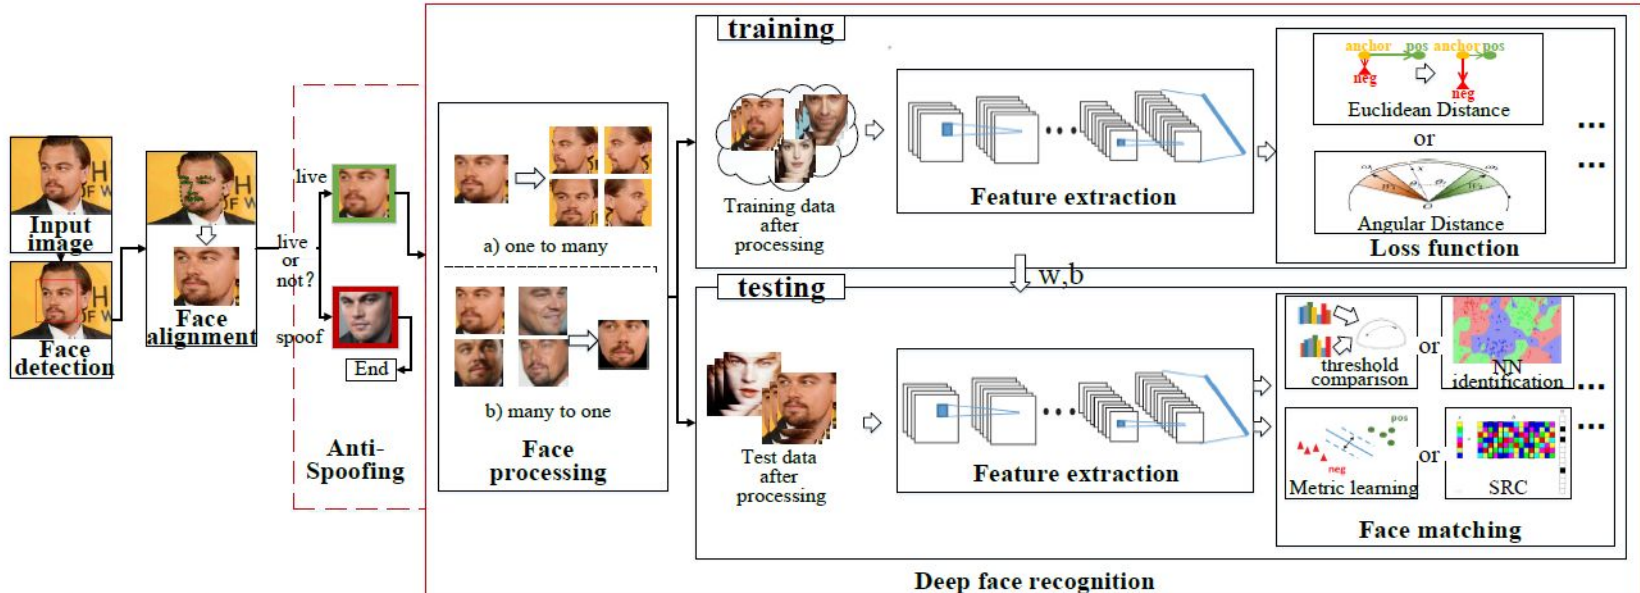 Input
image
Face
detection
Face
alignment
live
live
or
not?
spoof
End
Anti-
Spoofing
a) one to many
b) many to one
Face
processing
training
Training data
after
processing
Feature extraction
anchor pos anchor pos
neg
neg
Euclidean Distance
or
Angular Distance
Loss function
...
...
w,b
testing
Test data
after
processing
Feature extraction
threshold
comparison
or
NN
identification
...
pos
neg
Metric learning
or
SRC
...
Face matching
Deep face recognition